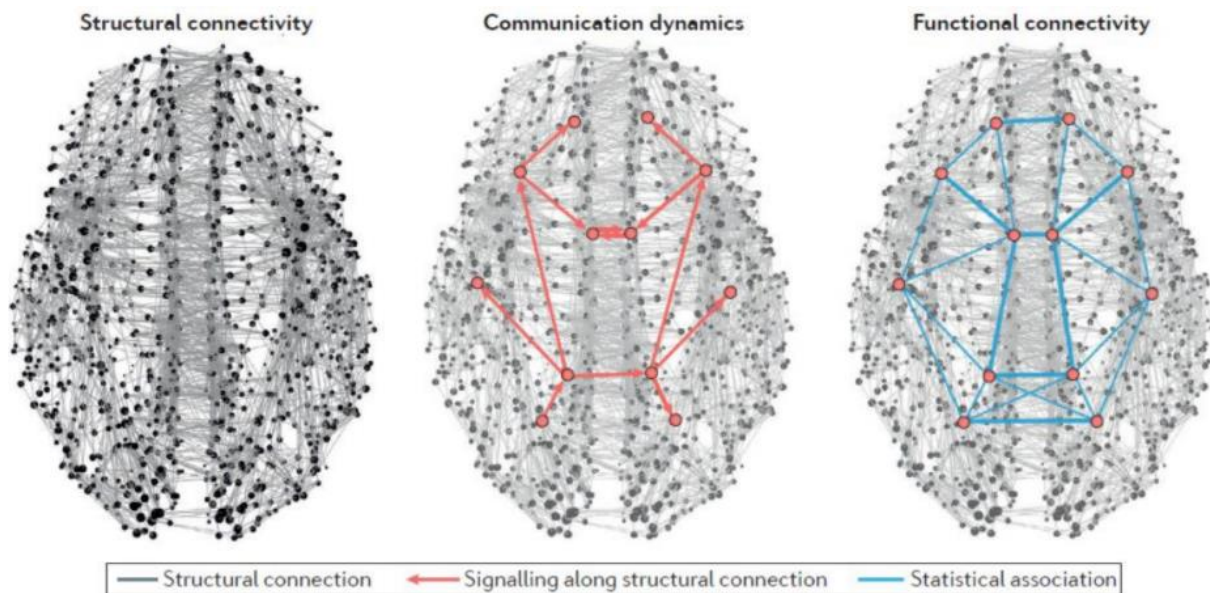 Structural connectivity
Communication dynamics
Functional connectivity
Structural connection
Signalling along structural connection
Statistical association